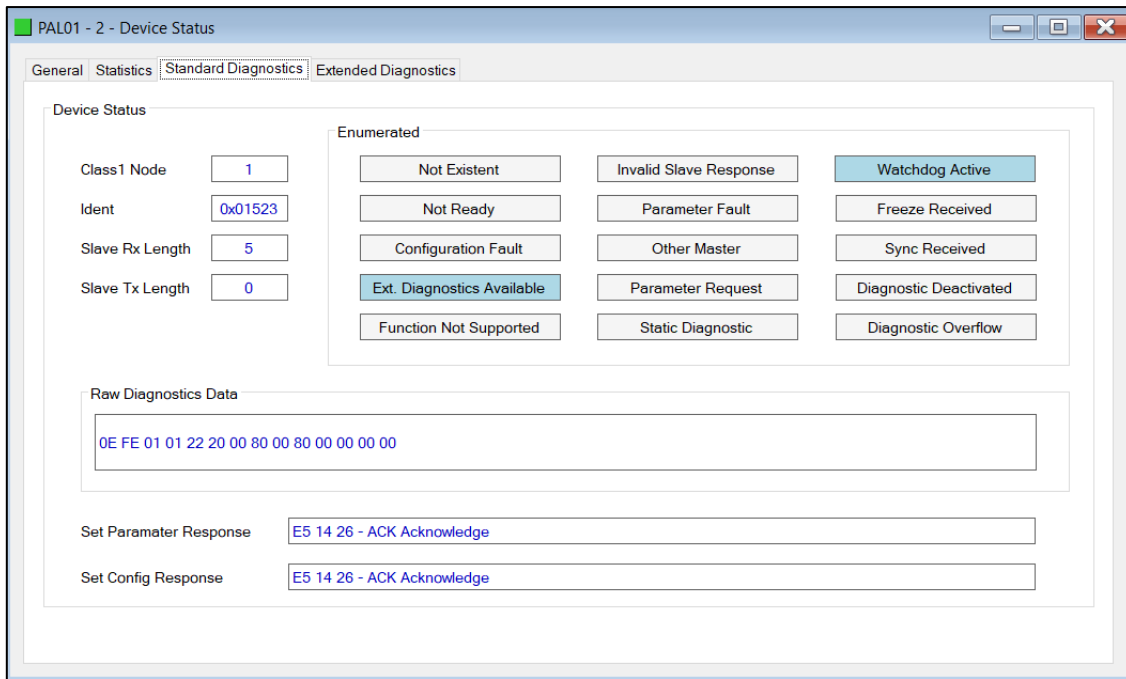 PAL01 - 2 - Device Status
General Statistics Standard Diagnostics Extended Diagnostics
Device Status
Enumerated
Class1 Node 1 Not Existent Invalid Slave Response Watchdog Active
Ident 0x01523 Not Ready Parameter Fault Freeze Received
Slave Rx Length 5 Configuration Fault Other Master Sync Received
Slave Tx Length 0 Ext. Diagnostics Available Parameter Request Diagnostic Deactivated
Function Not Supported Static Diagnostic Diagnostic Overflow
Raw Diagnostics Data
0E FE 01 01 22 20 00 80 00 80 00 00 00 00
Set Paramater Response E5 14 26 - ACK Acknowledge
Set Config Response E5 14 26 - ACK Acknowledge